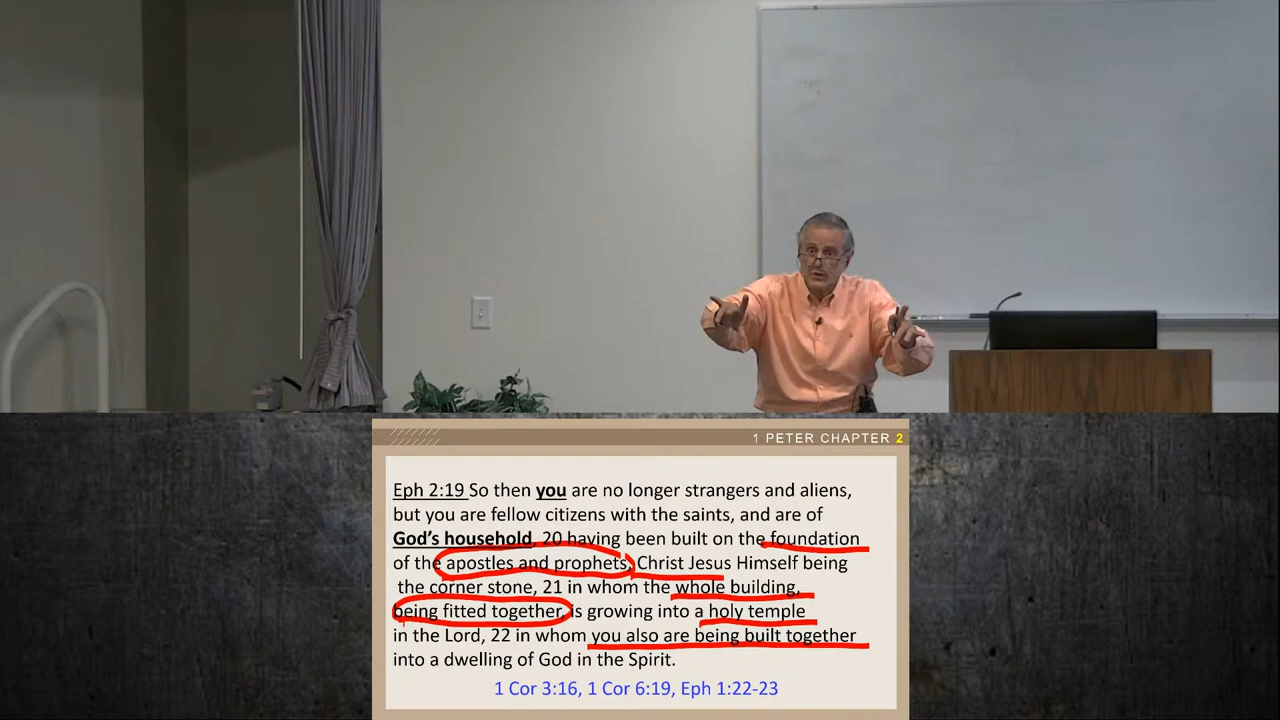 1 PETER CHAPTER 2
Eph 2:19 So then you are no longer strangers and aliens,
but you are fellow citizens with the saints, and are of
God’s household, 20 having been built on the foundation
of the apostles and prophets, Christ Jesus Himself being
the corner stone, 21 in whom the whole building,
being fitted together, is growing into a holy temple
in the Lord, 22 in whom you also are being built together
into a dwelling of God in the Spirit.
1 Cor 3:16, 1 Cor 6:19, Eph 1:22-23